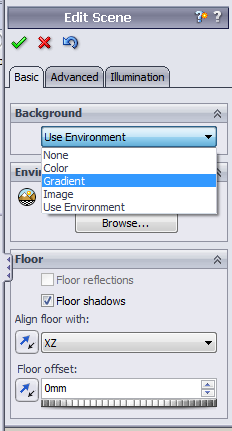 Edit Scene
?
Basic Advanced Illumination
Background
Use Environment
None
Color
Gradient
Image
Use Environment
Envi
Browse...
Floor
Floor reflections
Floor shadows
Align floor with:
XZ
Floor offset:
0mm